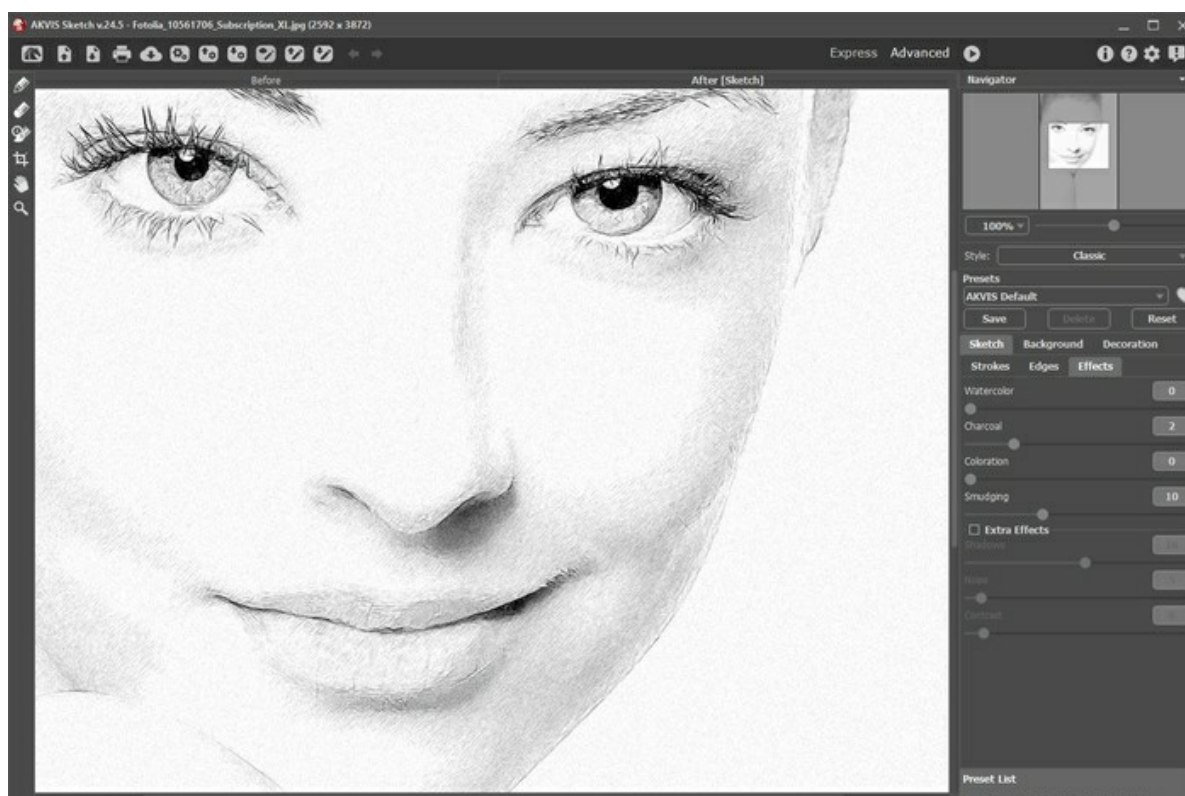 AKVIS Sketch v.24.5 - Fotolia_10561706_Subscription_XL.jpg (2592 x 3872)
Express Advanced
Before After [Sketch]
Navigator
100%
Style: Classic
Presets
AKVIS Default
Save Delete Reset
Sketch Background Decoration
Strokes Edges Effects
Watercolor 0
Charcoal 2
Coloration 0
Smudging 10
Extra Effects
Shadows
Noise 5
Contrast
Preset List